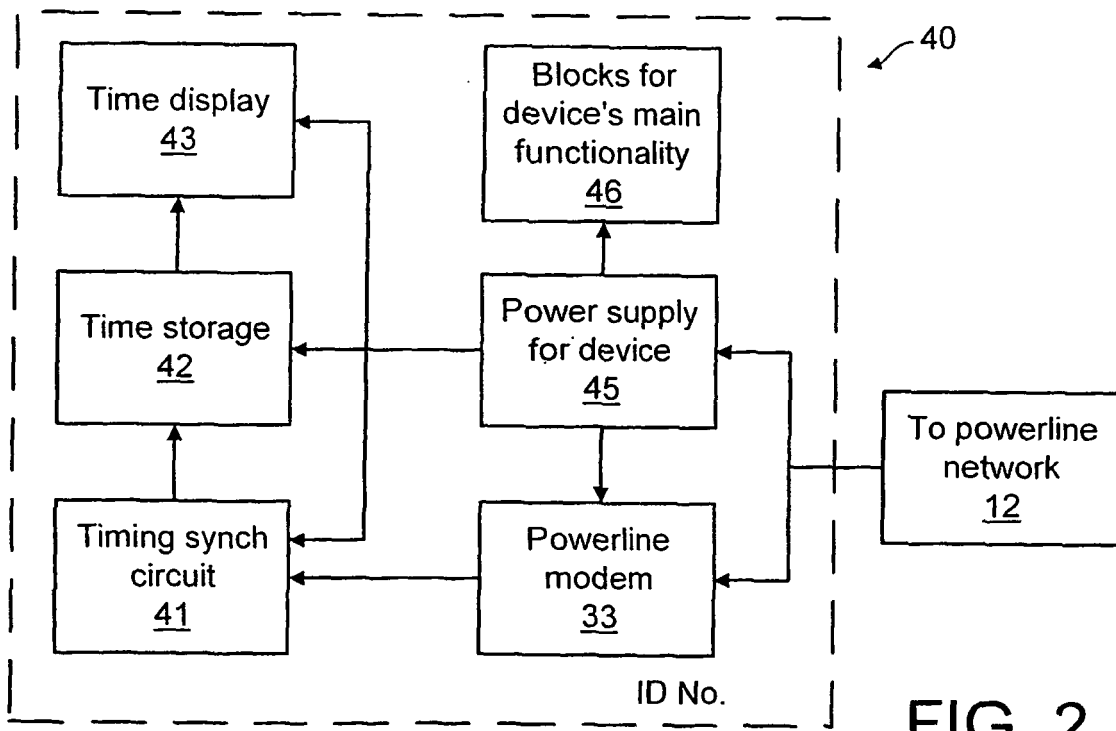 40
Time display
43
Blocks for
device's main
functionality
46
Time storage
42
Power supply
for device
45
To powerline
network
12
Timing synch
circuit
41
Powerline
modem
33
ID No.
FIG. 2